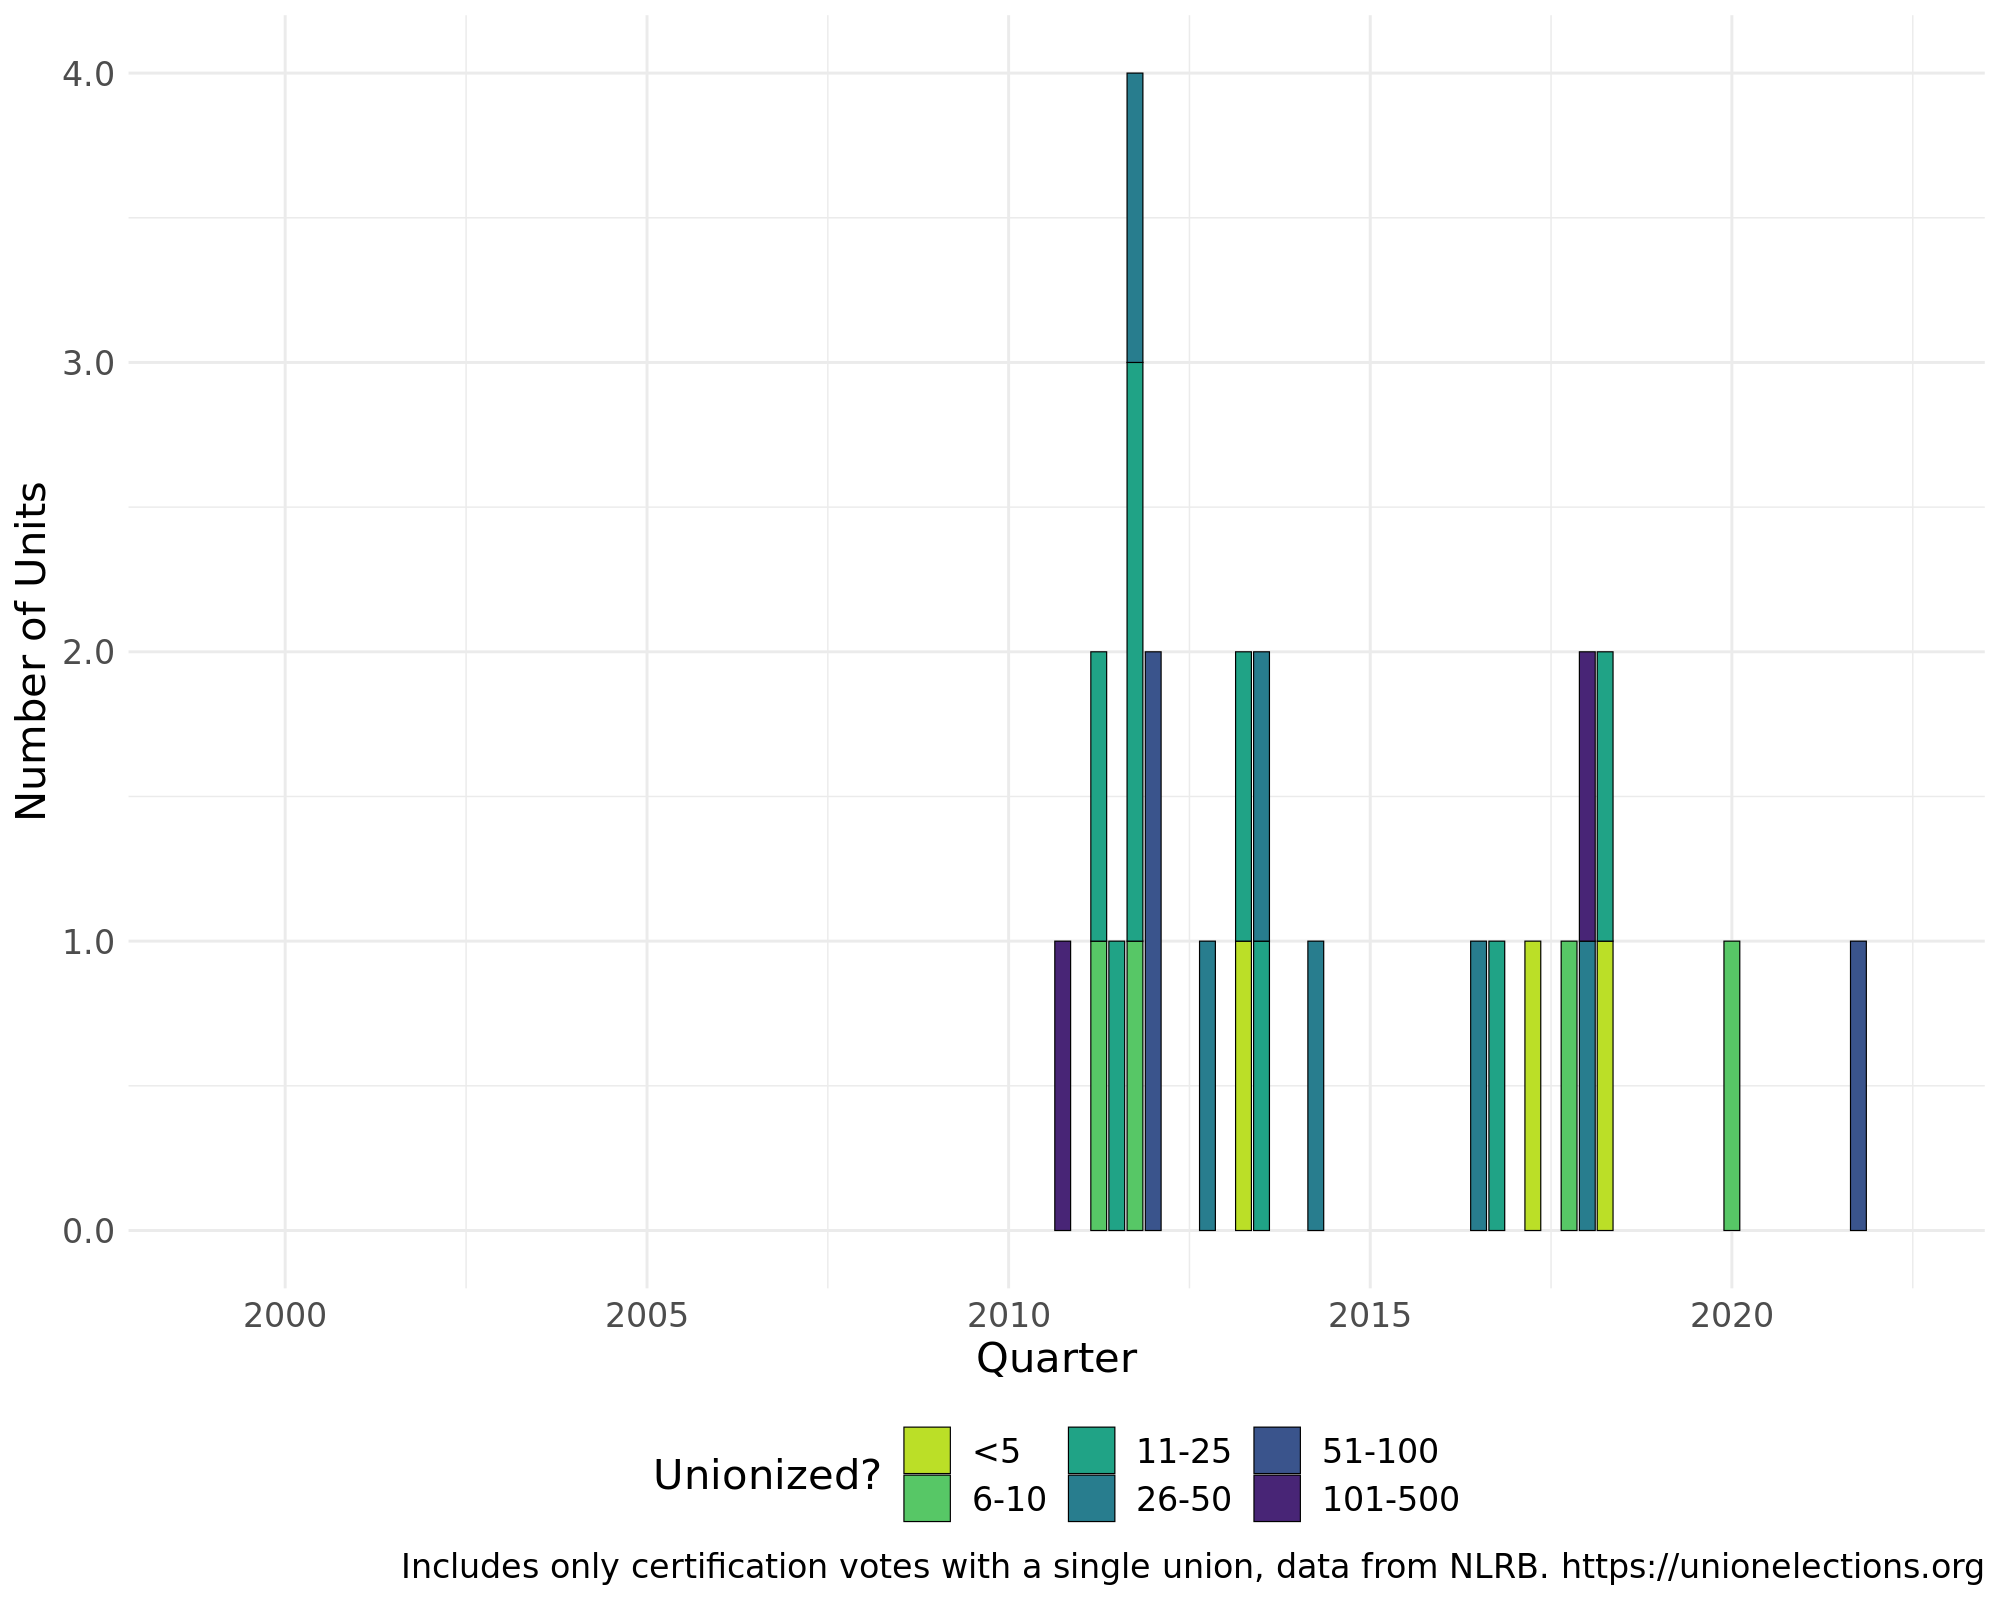 4.0
3.0
2.0
1.0
0.0
Number of Units
2000 2005 2010 2015 2020
Quarter
Unionized?
<5 11-25 51-100
6-10 26-50 101-500
Includes only certification votes with a single union, data from NLRB. https://unionelections.org